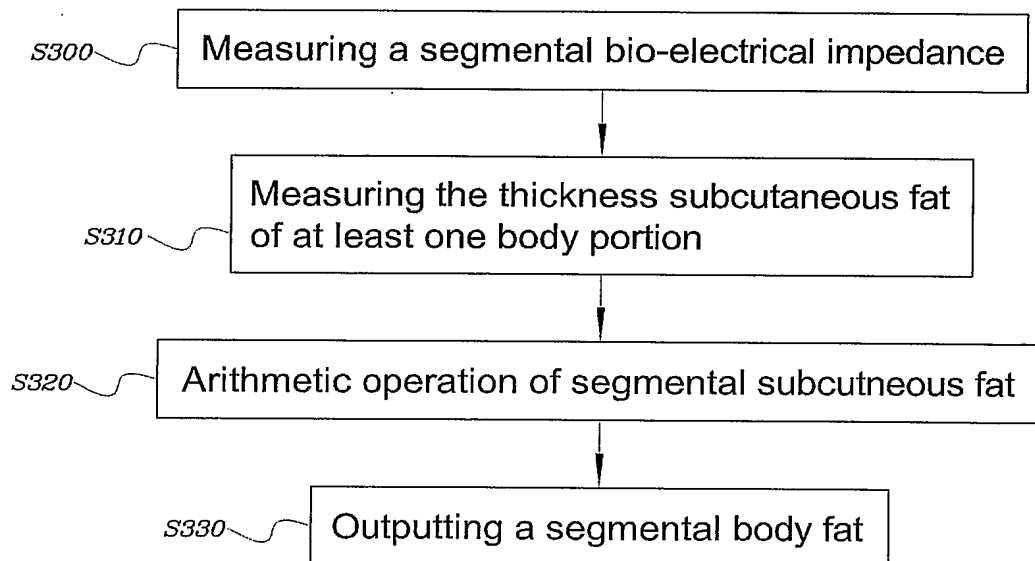 S300
Measuring a segmental bio-electrical impedance
S310
Measuring the thickness subcutaneous fat
of at least one body portion
S320
Arithmetic operation of segmental subcutneous fat
S330
Outputting a segmental body fat